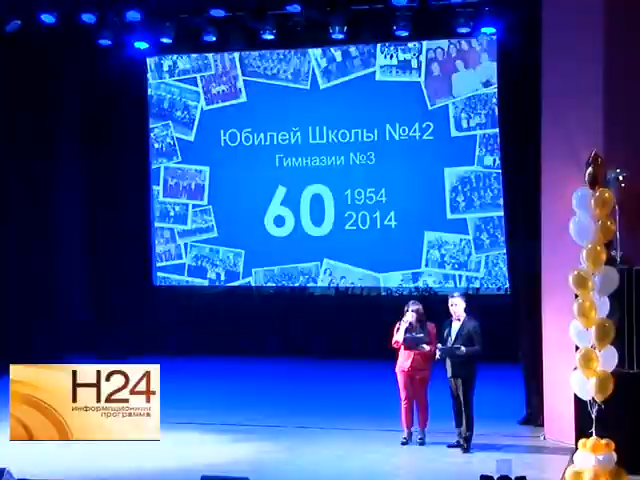 Юбилей Школы №42
Гимназии №3
60
1954
2014
Н24
информационная
программа